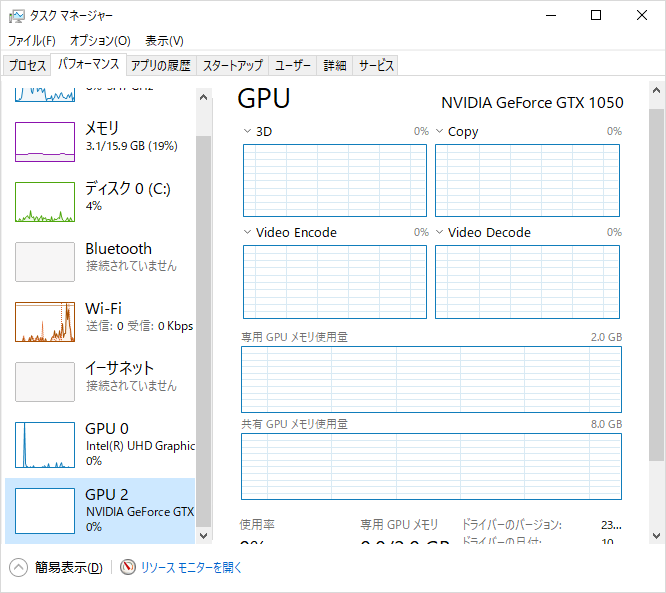 タスク マネージャー
ファイル(F) オプション(O) 表示(V)
プロセス パフォーマンス アプリの履歴 スタートアップ ユーザー 詳細 サービス
メモリ
3.1/15.9 GB (19%)
ディスク 0 (C:)
4%
Bluetooth
接続されていません
Wi-Fi
送信: 0 受信: 0 Kbps
イーサネット
接続されていません
GPU 0
Intel(R) UHD Graphic
0%
GPU 2
NVIDIA GeForce GTX
0%
GPU
NVIDIA GeForce GTX 1050
3D 0%
Copy 0%
Video Encode 0%
Video Decode 0%
専用 GPU メモリ使用量 2.0 GB
共有 GPU メモリ使用量 8.0 GB
使用率
専用 GPU メモリ
ドライバーのバージョン: 23...
ドライバーの日付: 10
0%
0.0/2.0 GB
簡易表示(D)
リソース モニターを開く